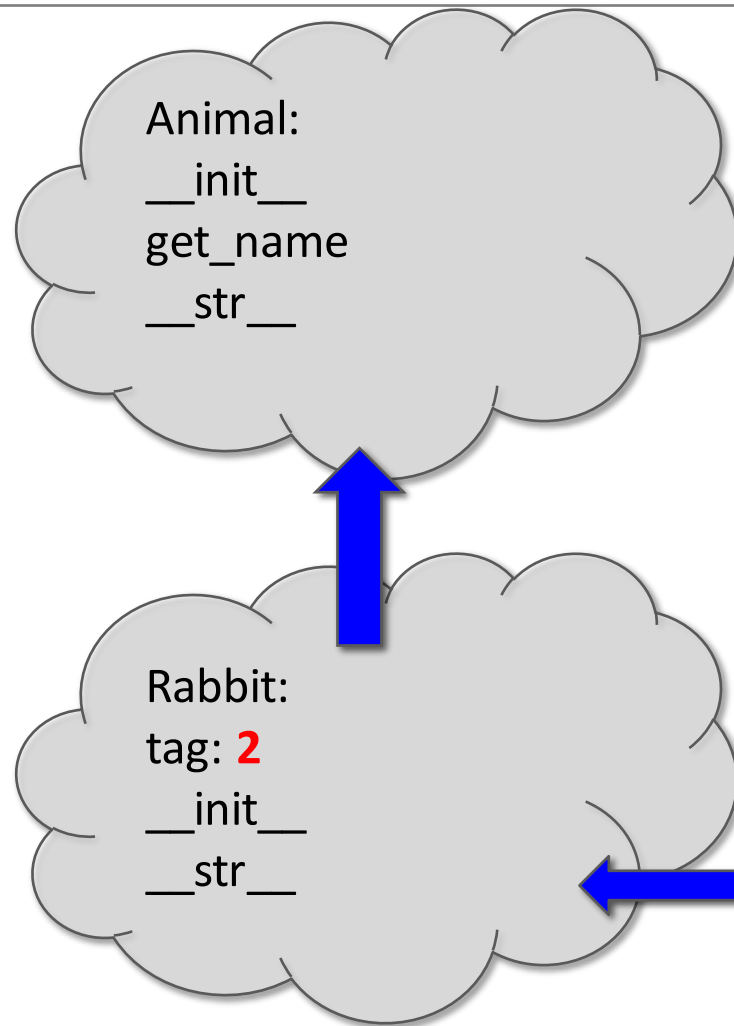 Animal:
__init__
get_name
__str__
Rabbit:
tag: 2
__init__
__str__